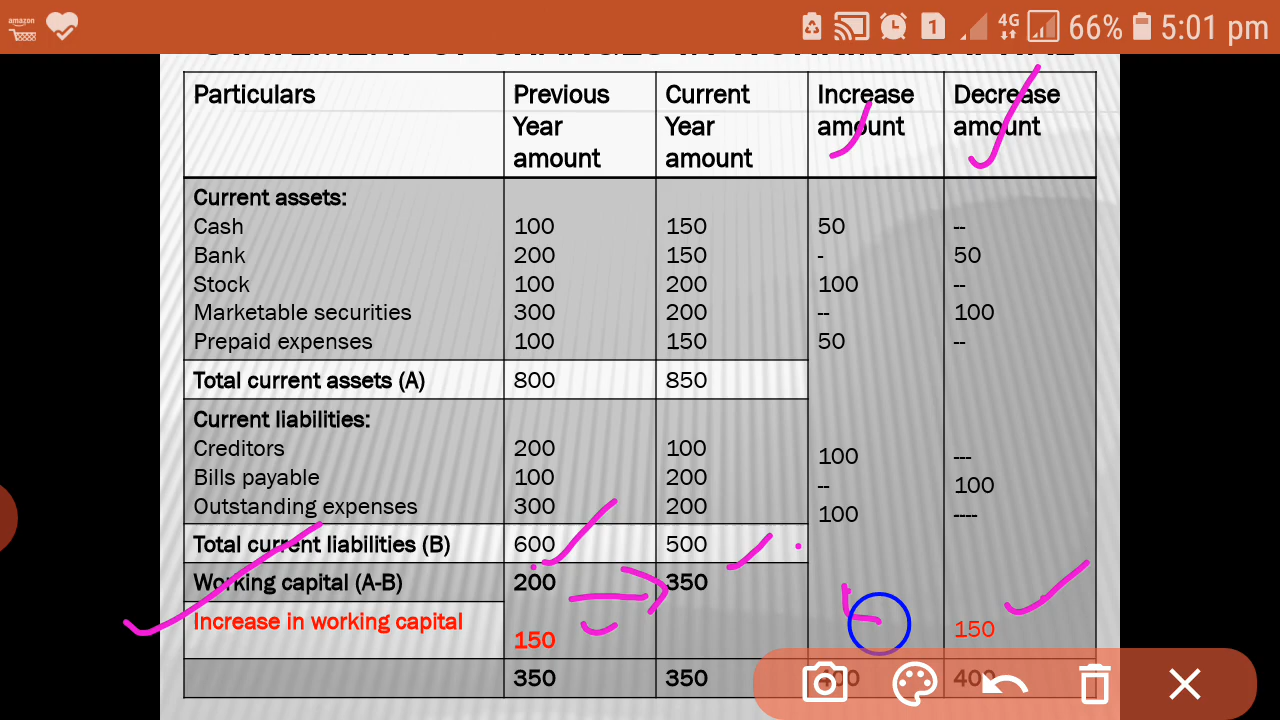 amazon
1 4G 66% 5:01 pm
Particulars Previous Year amount Current Year amount Increase amount Decrease amount
Current assets:
Cash 100 150 50 --
Bank 200 150 - 50
Stock 100 200 100 --
Marketable securities 300 200 -- 100
Prepaid expenses 100 150 50 --
Total current assets (A) 800 850
Current liabilities:
Creditors 200 100 100 ---
Bills payable 100 200 -- 100
Outstanding expenses 300 200 100 ----
Total current liabilities (B) 600 500
Working capital (A-B) 200 350
Increase in working capital 150 150
350 350 400 400